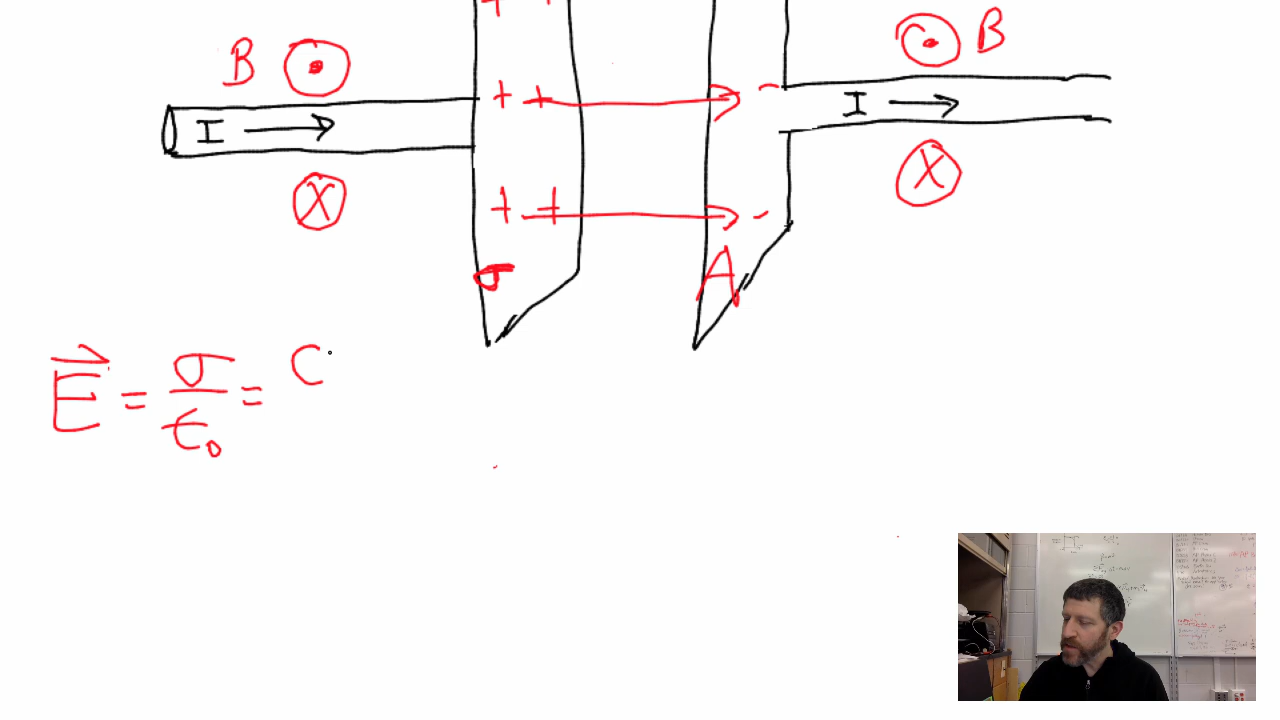 + +
B
B
+ + -
I
I
X
X
+ + -
σ
A
E = σ/ε₀ = C